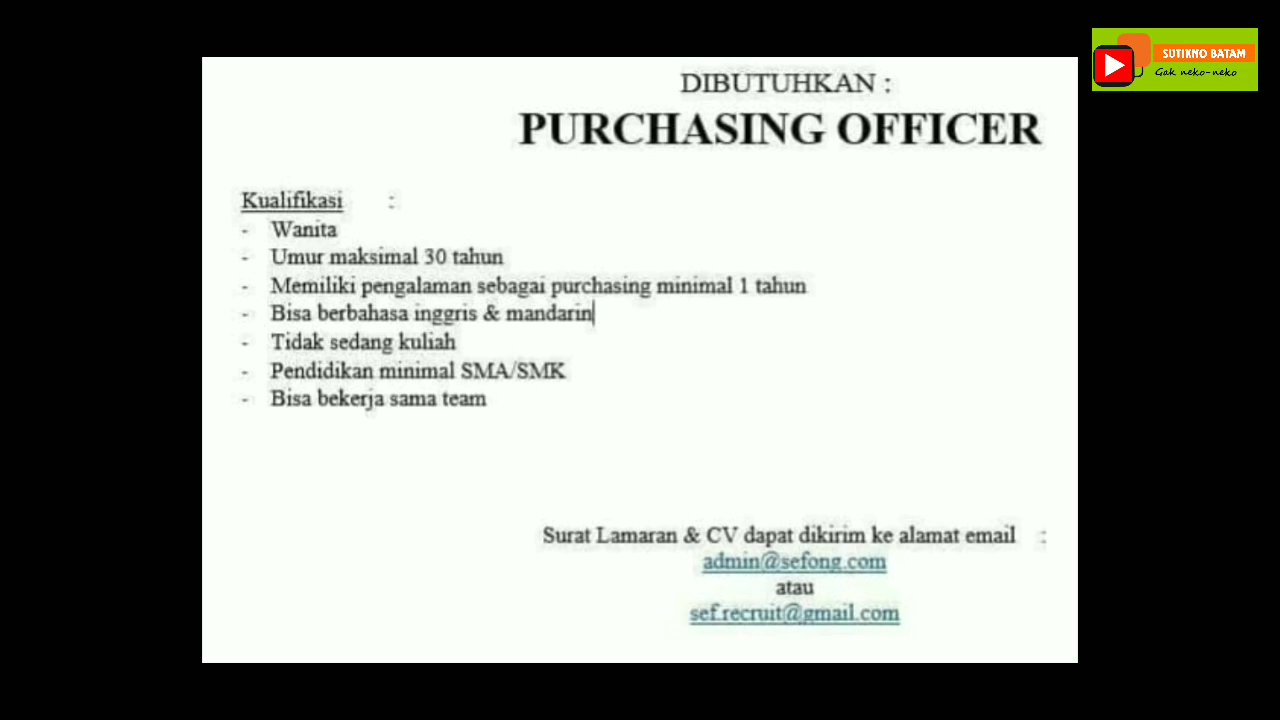 SUTIKNO BATAM
Gak neko-neko
DIBUTUHKAN :
PURCHASING OFFICER
Kualifikasi :
- Wanita
- Umur maksimal 30 tahun
- Memiliki pengalaman sebagai purchasing minimal 1 tahun
- Bisa berbahasa inggris & mandarin
- Tidak sedang kuliah
- Pendidikan minimal SMA/SMK
- Bisa bekerja sama team
Surat Lamaran & CV dapat dikirim ke alamat email :
admin@sefong.com
atau
sef.recruit@gmail.com